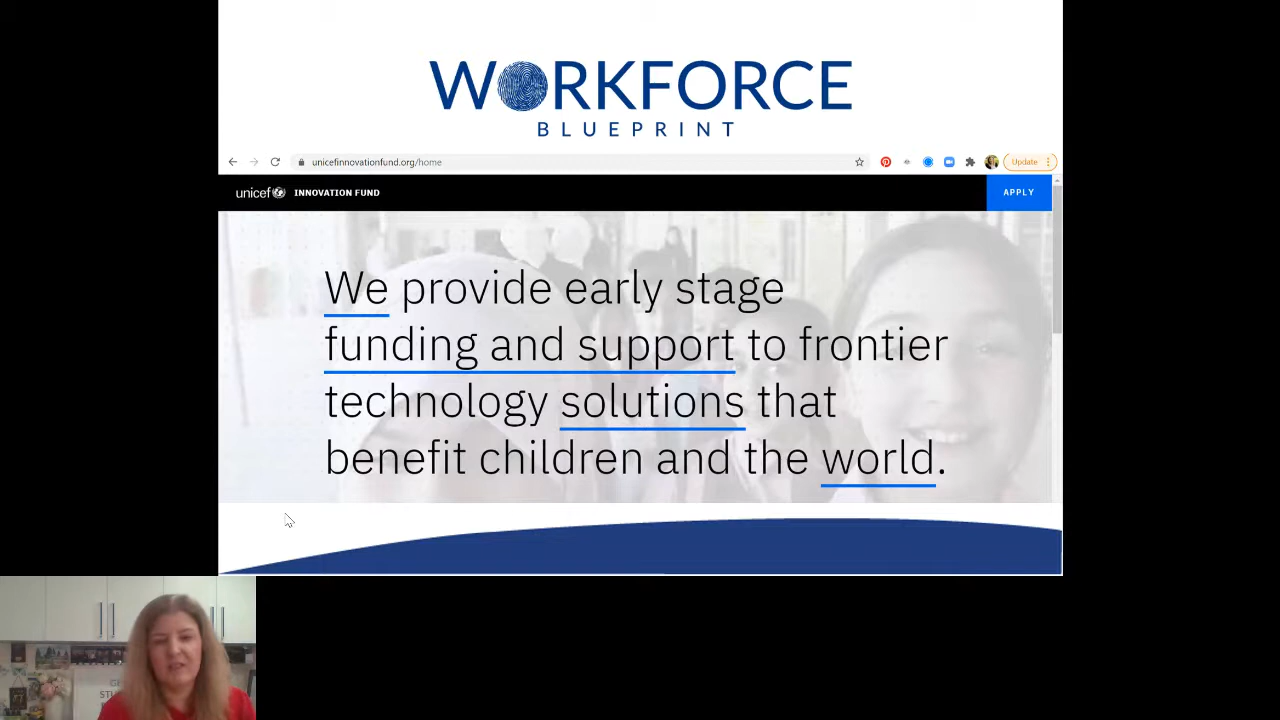 WORKFORCE
BLUEPRINT
unicefinnovationfund.org/home
Update
unicef INNOVATION FUND
APPLY
We provide early stage
funding and support to frontier
technology solutions that
benefit children and the world.